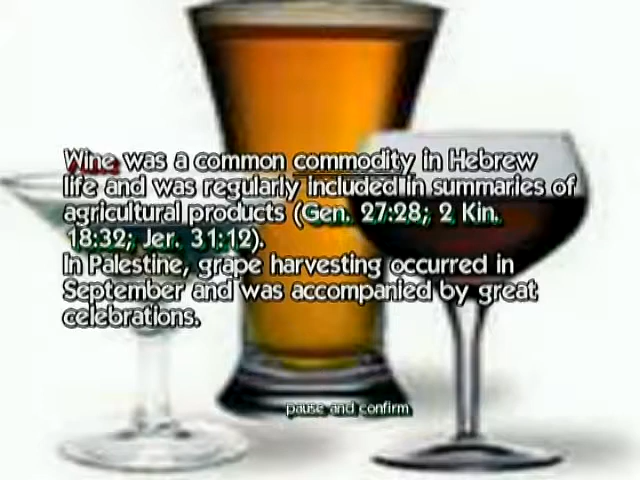 Wine was a common commodity in Hebrew
life and was regularly included in summaries of
agricultural products (Gen. 27:28; 2 Kin.
18:32; Jer. 31:12).
In Palestine, grape harvesting occurred in
September and was accompanied by great
celebrations.
pause and confirm